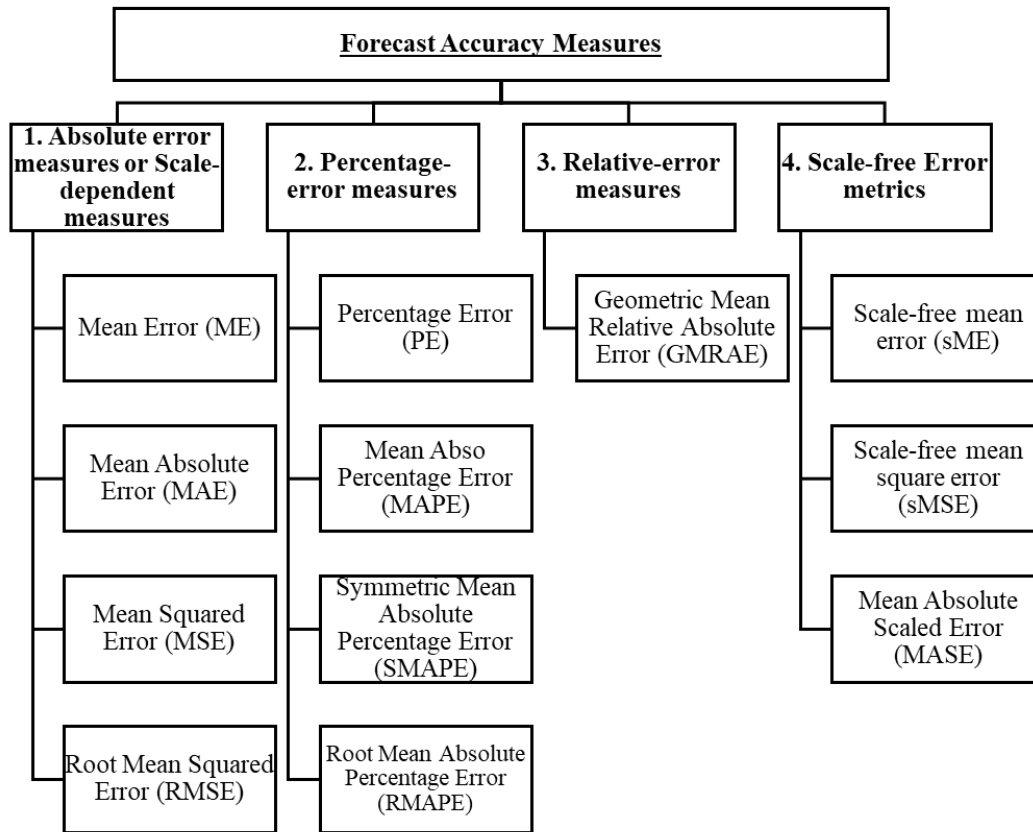 Forecast Accuracy Measures
1. Absolute error
measures or Scale-
dependent
measures
Mean Error (ME)
Mean Absolute
Error (MAE)
Mean Squared
Error (MSE)
Root Mean Squared
Error (RMSE)
2. Percentage-
error measures
Percentage Error
(PE)
Mean Abso
Percentage Error
(MAPE)
Symmetric Mean
Absolute
Percentage Error
(SMAPE)
Root Mean Absolute
Percentage Error
(RMAPE)
3. Relative-error
measures
Geometric Mean
Relative Absolute
Error (GMRAE)
4. Scale-free Error
metrics
Scale-free mean
error (sME)
Scale-free mean
square error
(sMSE)
Mean Absolute
Scaled Error
(MASE)